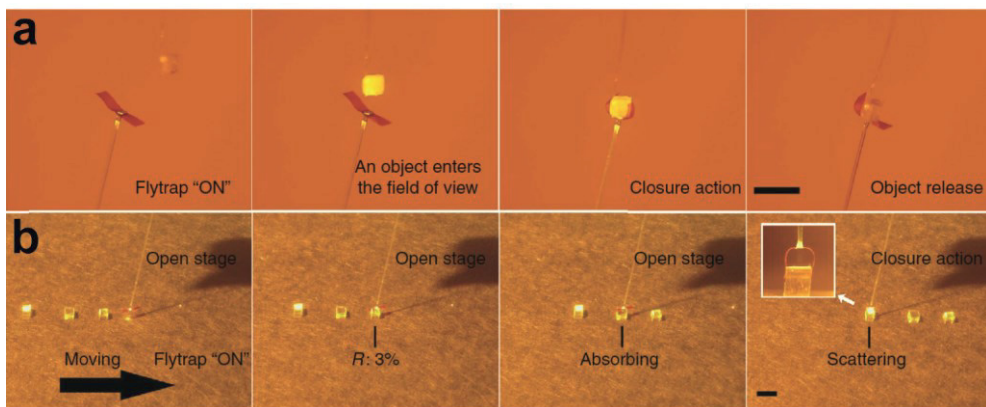 a
Flytrap "ON"
An object enters
the field of view
Closure action
Object release
b
Open stage
Moving
Flytrap "ON"
Open stage
R: 3%
Open stage
Absorbing
Closure action
Scattering